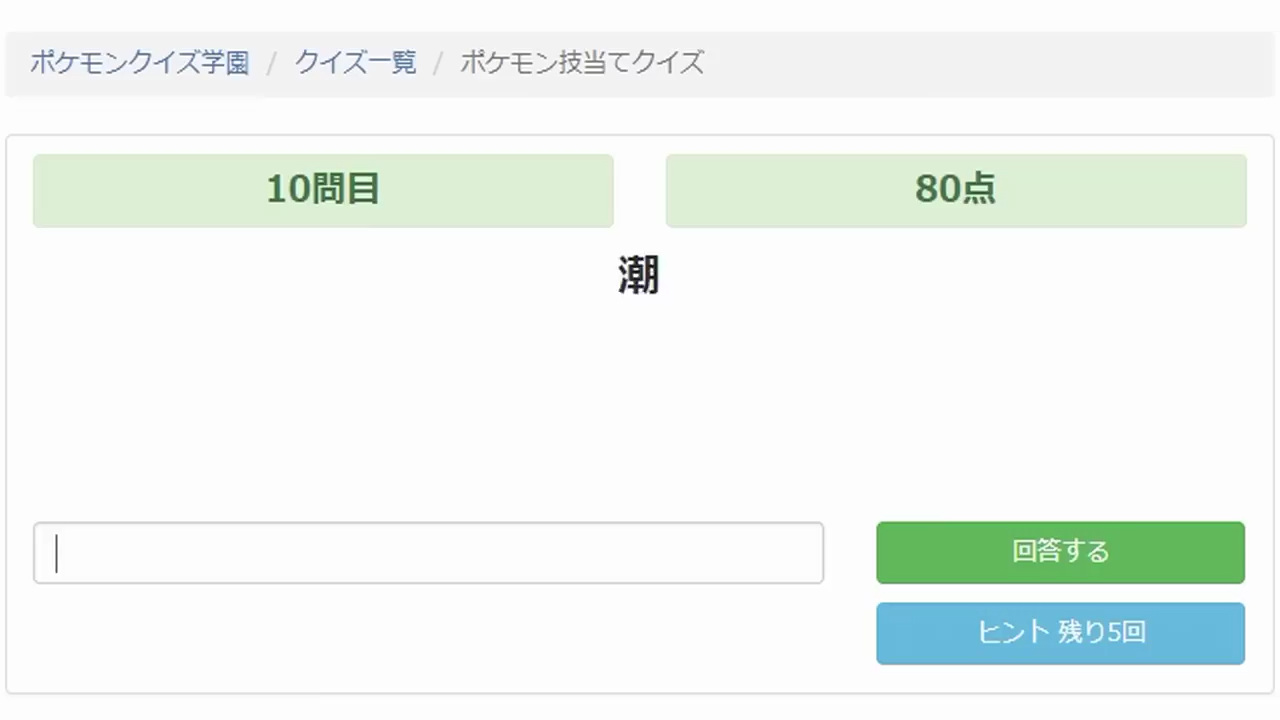 ポケモンクイズ学園 / クイズ一覧 / ポケモン技当てクイズ
10問目
80点
潮
回答する
ヒント 残り5回